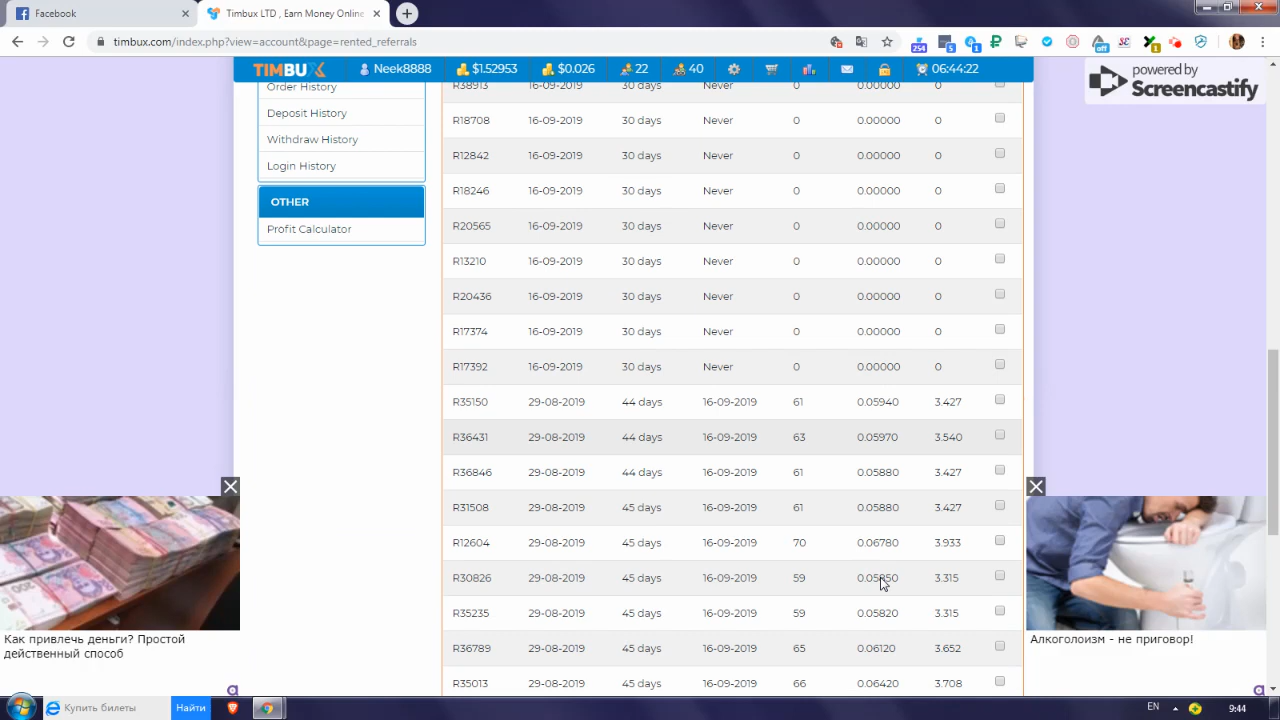 Facebook
Timbux LTD , Earn Money Online
timbux.com/index.php?view=account&page=rented_referrals
254
5
1
off
1
TIMBUX
Neek8888
$1.52953
$0.026
22
40
06:44:22
powered by
Screencastify
Order History
Deposit History
Withdraw History
Login History
OTHER
Profit Calculator
R38913 16-09-2019 30 days Never 0 0.00000 0
R18708 16-09-2019 30 days Never 0 0.00000 0
R12842 16-09-2019 30 days Never 0 0.00000 0
R18246 16-09-2019 30 days Never 0 0.00000 0
R20565 16-09-2019 30 days Never 0 0.00000 0
R13210 16-09-2019 30 days Never 0 0.00000 0
R20436 16-09-2019 30 days Never 0 0.00000 0
R17374 16-09-2019 30 days Never 0 0.00000 0
R17392 16-09-2019 30 days Never 0 0.00000 0
R35150 29-08-2019 44 days 16-09-2019 61 0.05940 3.427
R36431 29-08-2019 44 days 16-09-2019 63 0.05970 3.540
R36846 29-08-2019 44 days 16-09-2019 61 0.05880 3.427
R31508 29-08-2019 45 days 16-09-2019 61 0.05880 3.427
R12604 29-08-2019 45 days 16-09-2019 70 0.06780 3.933
R30826 29-08-2019 45 days 16-09-2019 59 3.315
R35235 29-08-2019 45 days 16-09-2019 59 0.05820 3.315
R36789 29-08-2019 45 days 16-09-2019 65 0.06120 3.652
R35013 29-08-2019 45 days 16-09-2019 66 0.06420 3.708
Как привлечь деньги? Простой
действенный способ
Алкоголоизм - не приговор!
Купить билеты
Найти
EN
9:44